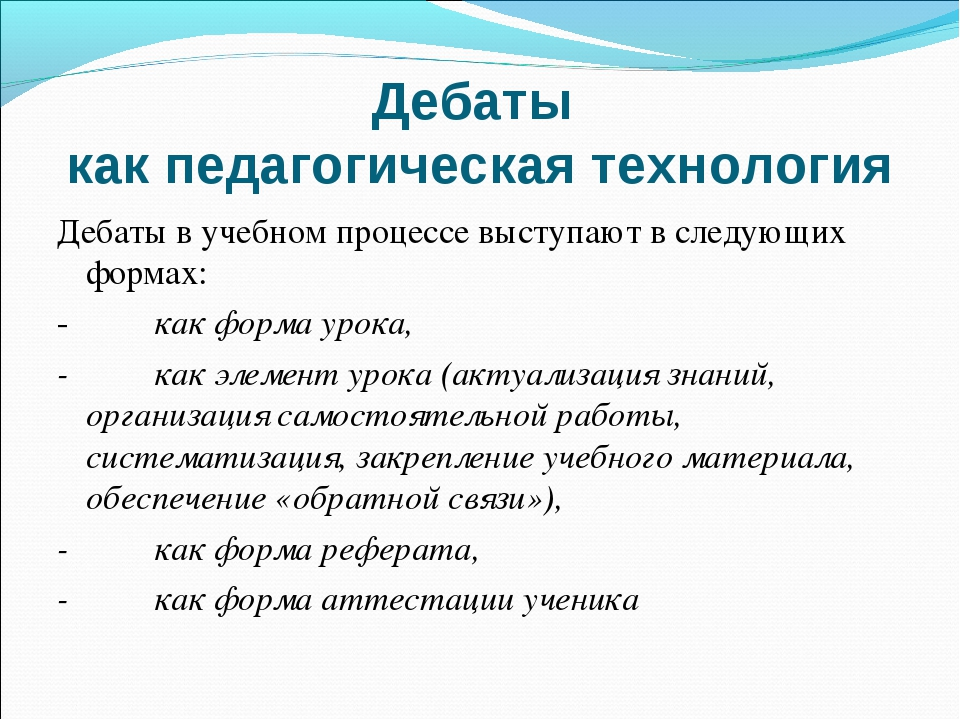 Дебаты
как педагогическая технология
Дебаты в учебном процессе выступают в следующих
формах:
- как форма урока,
- как элемент урока (актуализация знаний,
организация самостоятельной работы,
систематизация, закрепление учебного материала,
обеспечение «обратной связи»),
- как форма реферата,
- как форма аттестации ученика